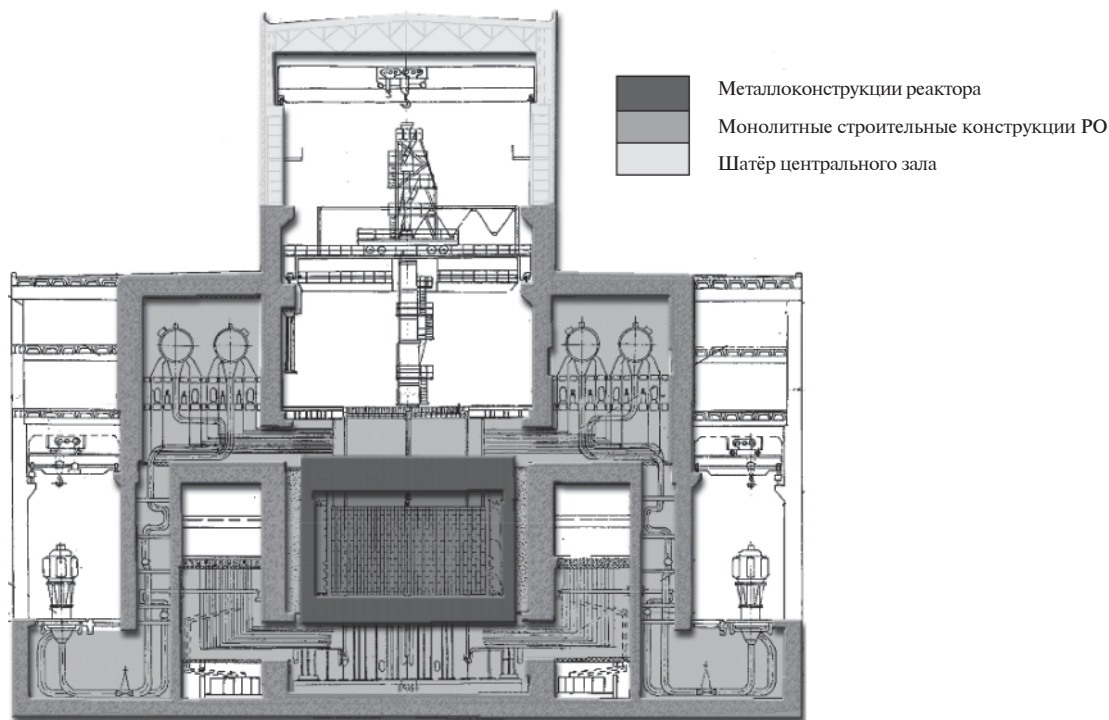 Металлоконструкции реактора
Монолитные строительные конструкции РО
Шатёр центрального зала